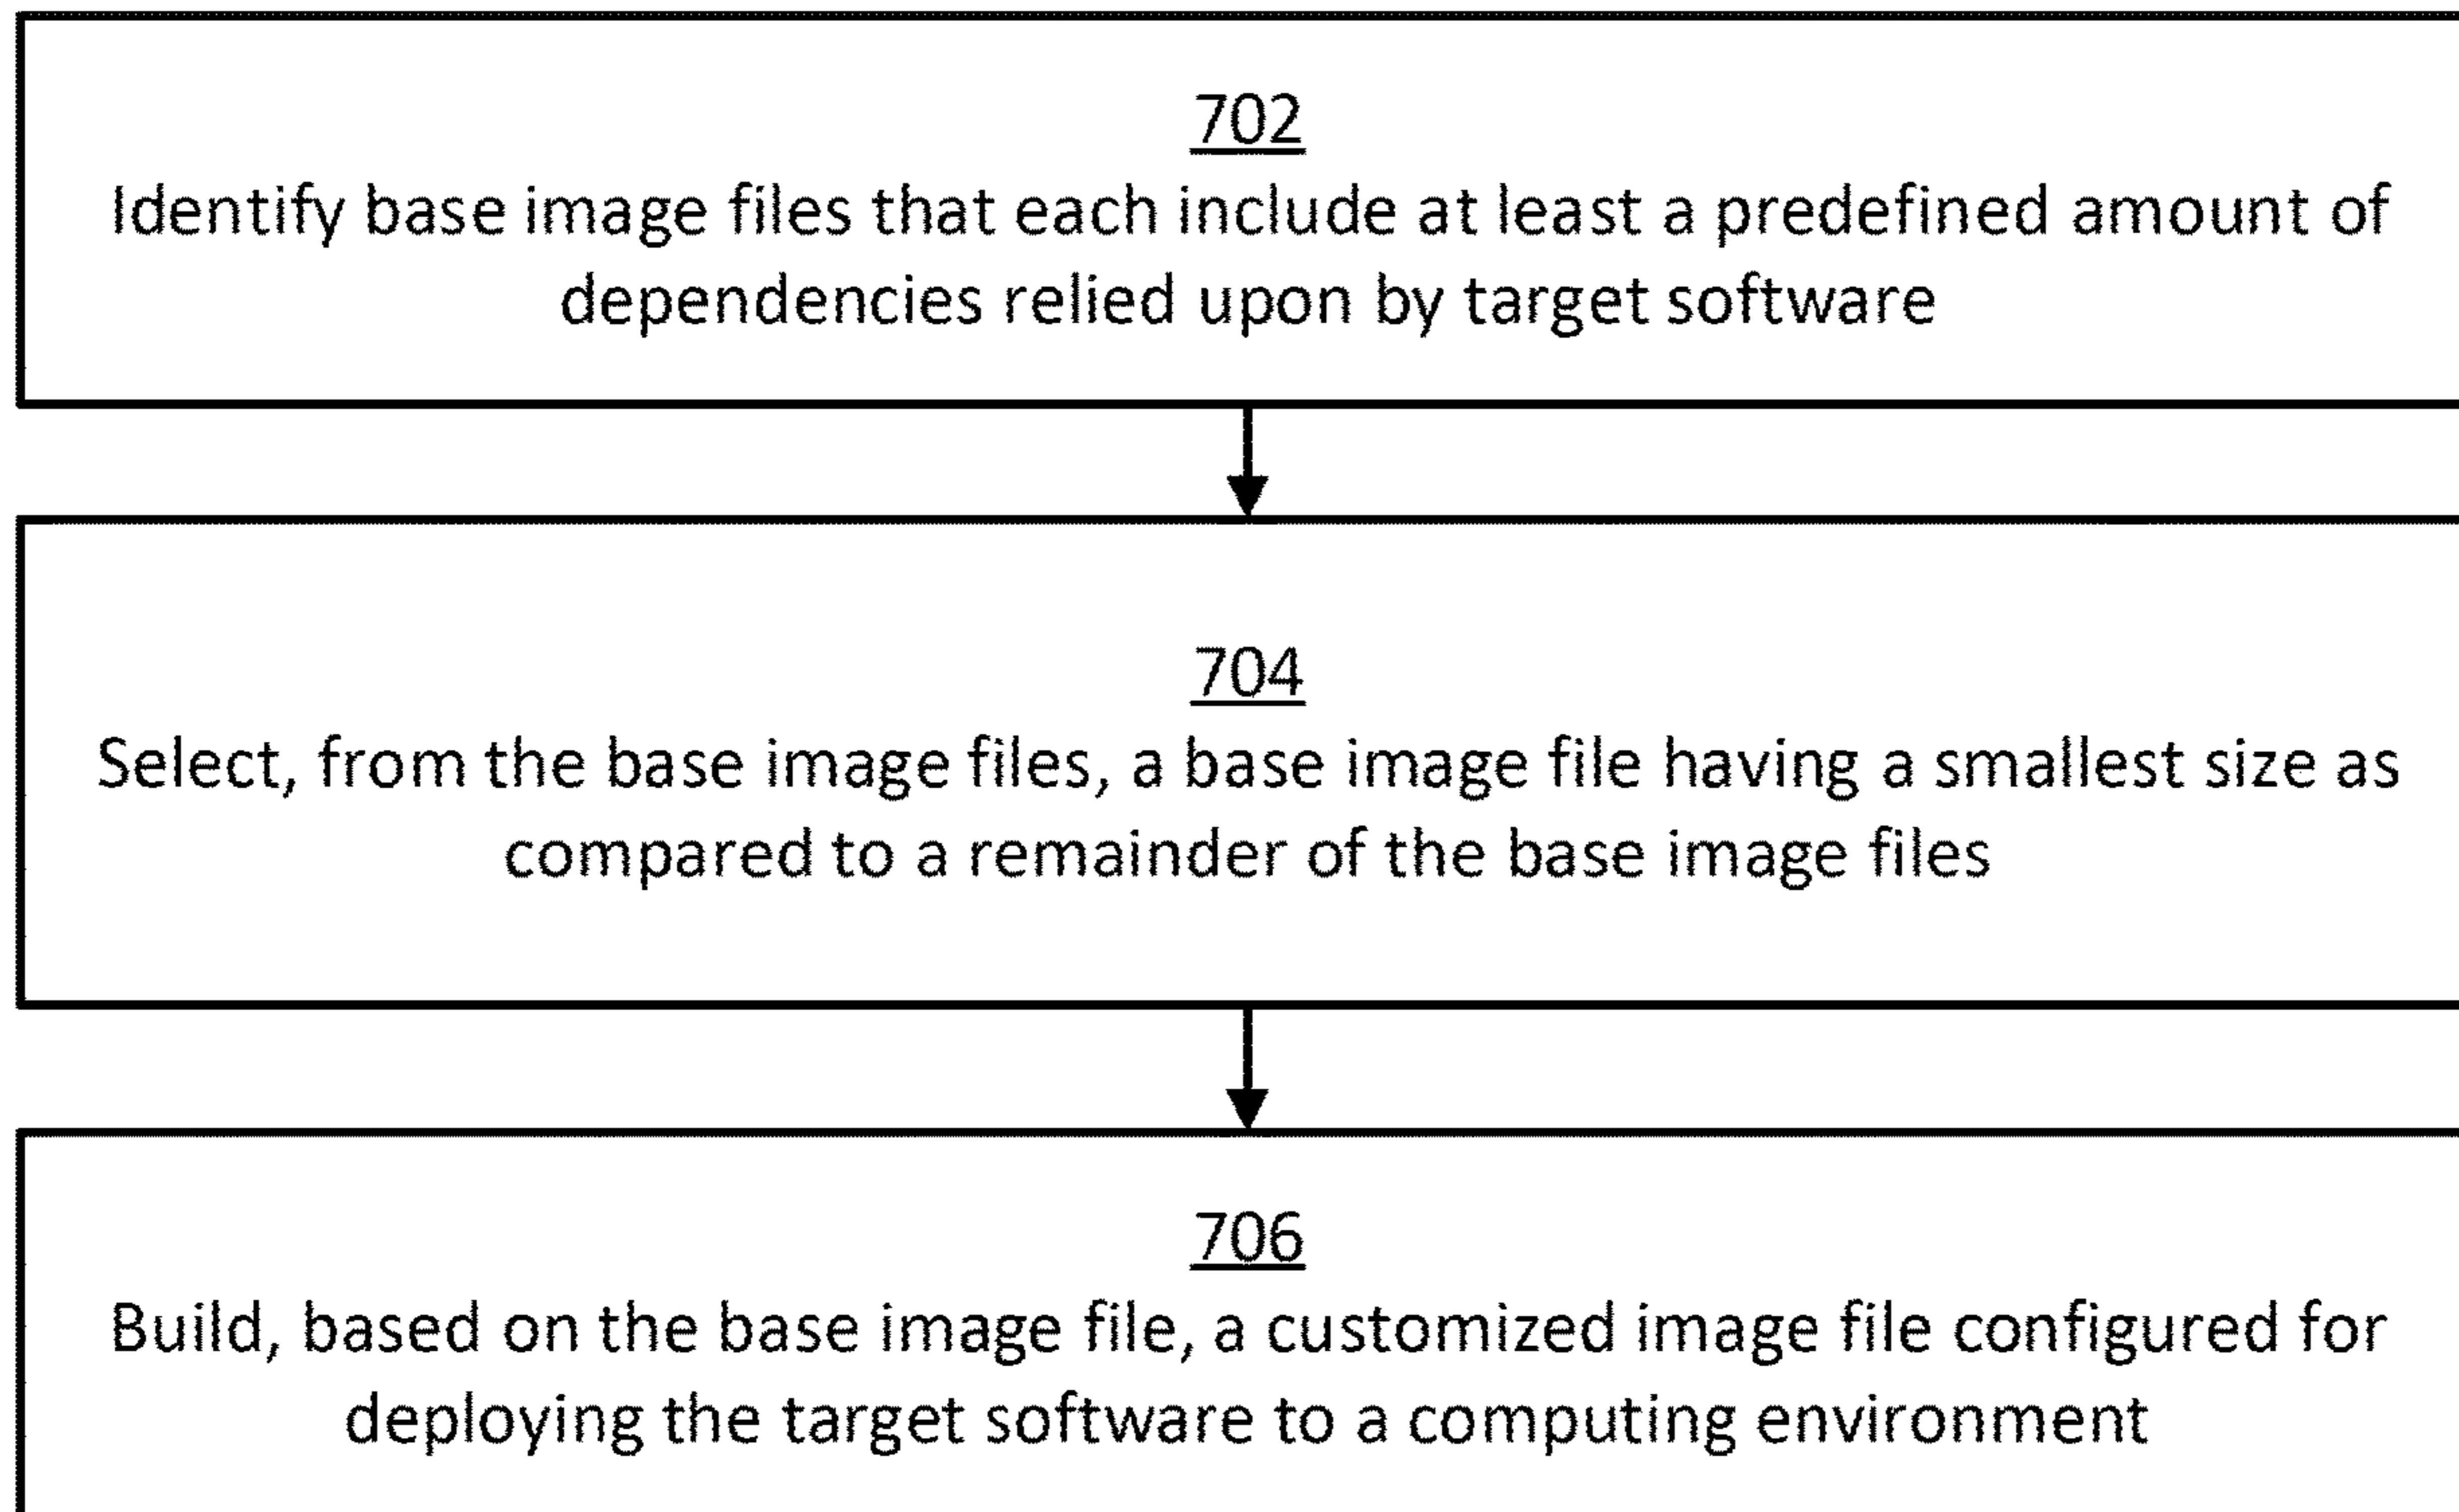 702
Identify base image files that each include at least a predefined amount of
dependencies relied upon by target software
704
Select, from the base image files, a base image file having a smallest size as
compared to a remainder of the base image files
706
Build, based on the base image file, a customized image file configured for
deploying the target software to a computing environment